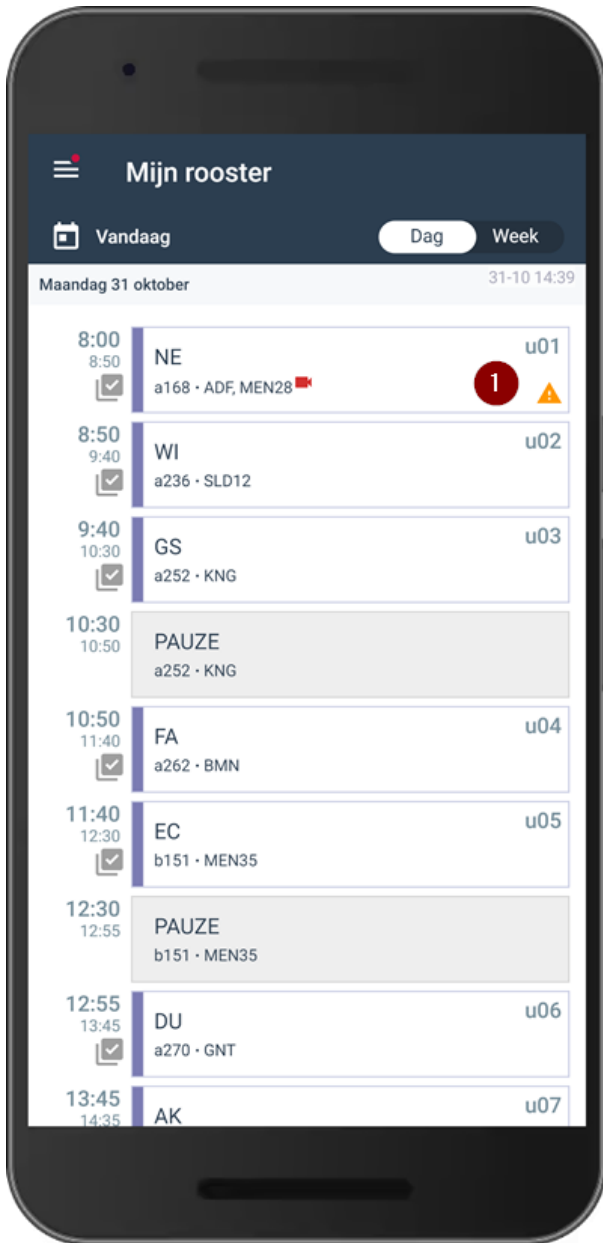 Mijn rooster
Vandaag Dag Week
Maandag 31 oktober 31-10 14:39
8:00 NE u01
8:50 a168 • ADF, MEN28 1
8:50 WI u02
9:40 a236 • SLD12
9:40 GS u03
10:30 a252 • KNG
10:30 PAUZE
10:50 a252 • KNG
10:50 FA u04
11:40 a262 • BMN
11:40 EC u05
12:30 b151 • MEN35
12:30 PAUZE
12:55 b151 • MEN35
12:55 DU u06
13:45 a270 • GNT
13:45 AK u07
14:35